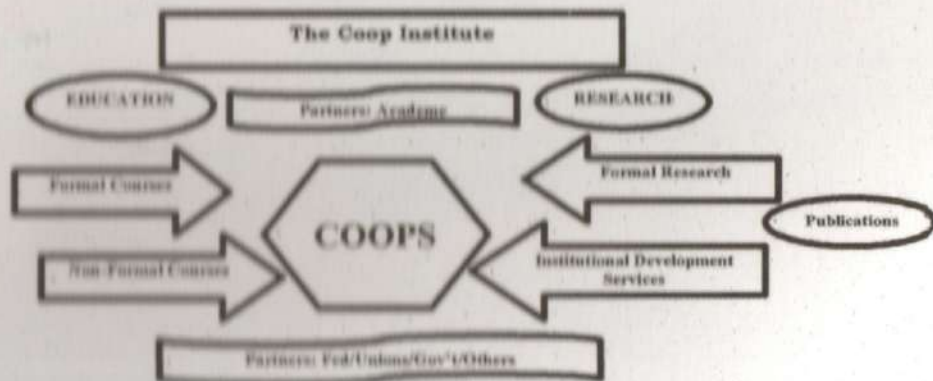 The Coop Institute
EDUCATION
Partners: Academe
RESEARCH
Formal Courses
Formal Research
COOPS
Publications
Non-Formal Courses
Institutional Development
Services
Partners: Fed/Unions/Gov't/Others